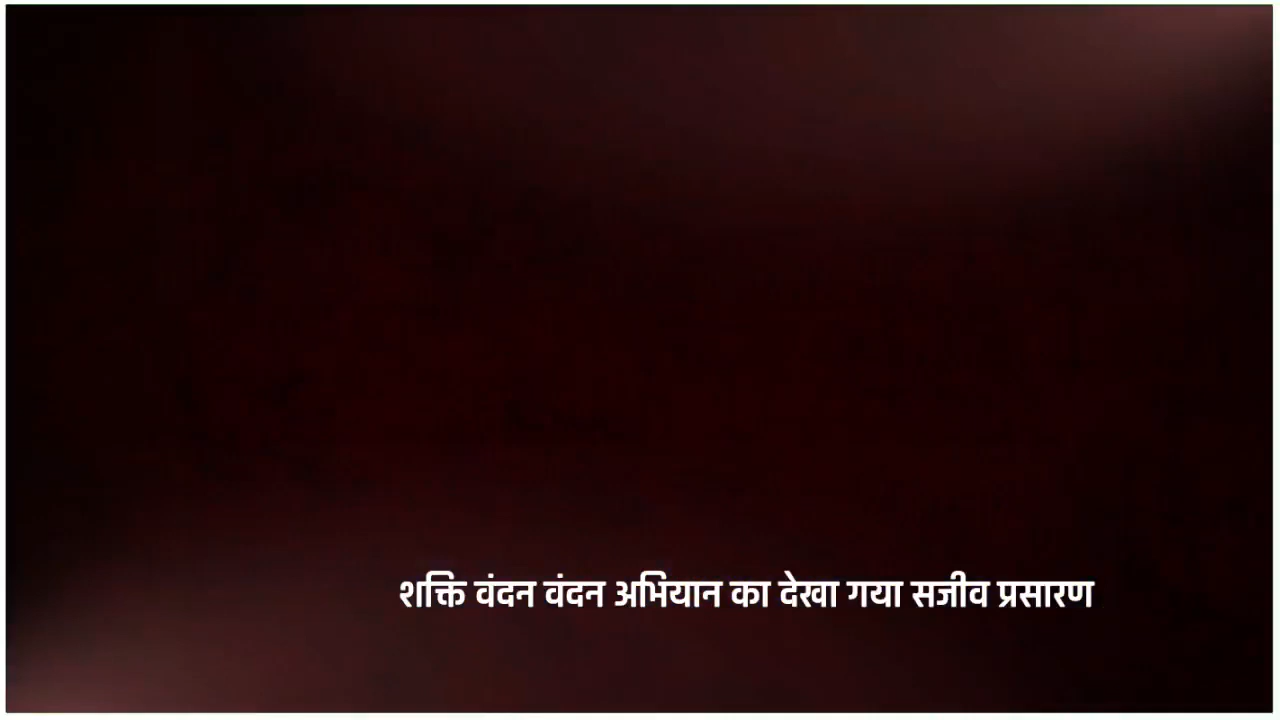 शक्ति वंदन वंदन अभियान का देखा गया सजीव प्रसारण